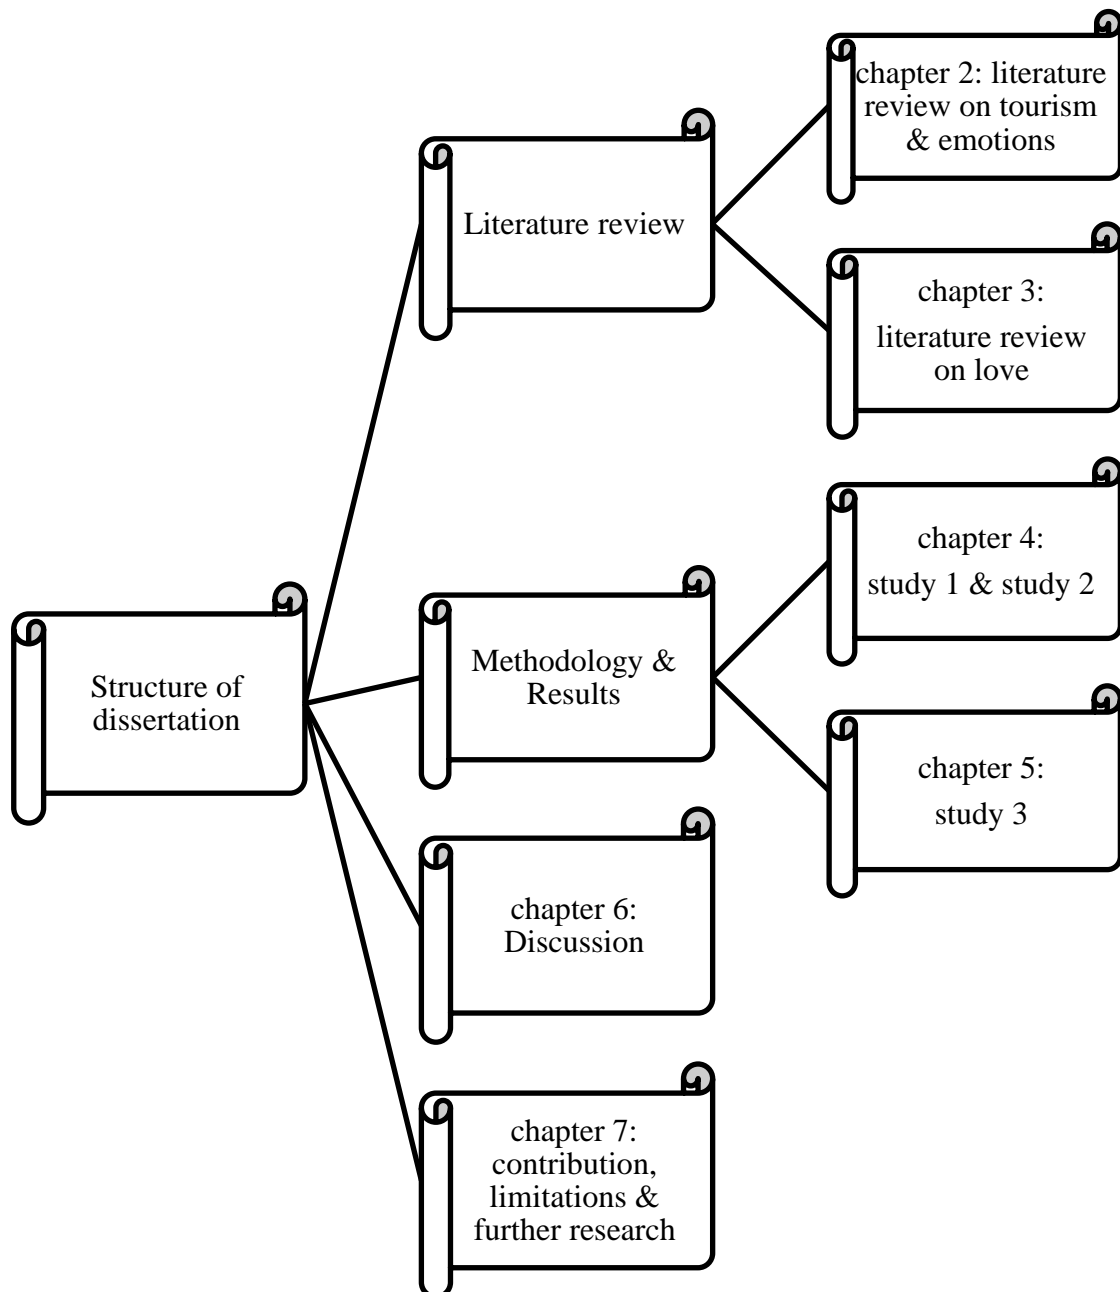 Structure of
dissertation
Literature review
chapter 2: literature
review on tourism
& emotions
chapter 3:
literature review
on love
Methodology &
Results
chapter 4:
study 1 & study 2
chapter 5:
study 3
chapter 6:
Discussion
chapter 7:
contribution,
limitations &
further research